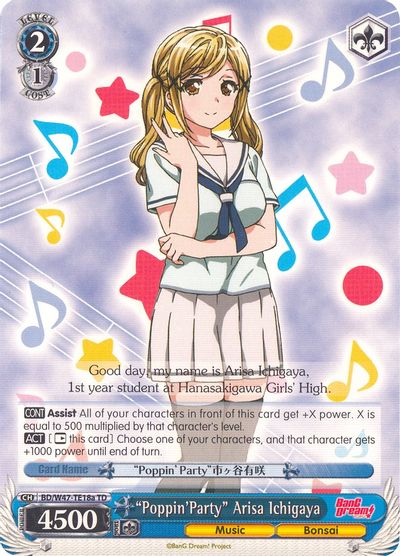 LEVEL
2
1
COST
Good day, my name is Arisa Ichigaya,
1st year student at Hanasakigawa Girls' High.
CONT Assist All of your characters in front of this card get +X power. X is
equal to 500 multiplied by that character's level.
ACT [ this card] Choose one of your characters, and that character gets
+1000 power until end of turn.
Card Name
"Poppin'Party"市ヶ谷有咲
CH BD/W47-TE18a TD
"Poppin'Party" Arisa Ichigaya
BanG Dream!
4500
Music
Bonsai
©BanG Dream! Project